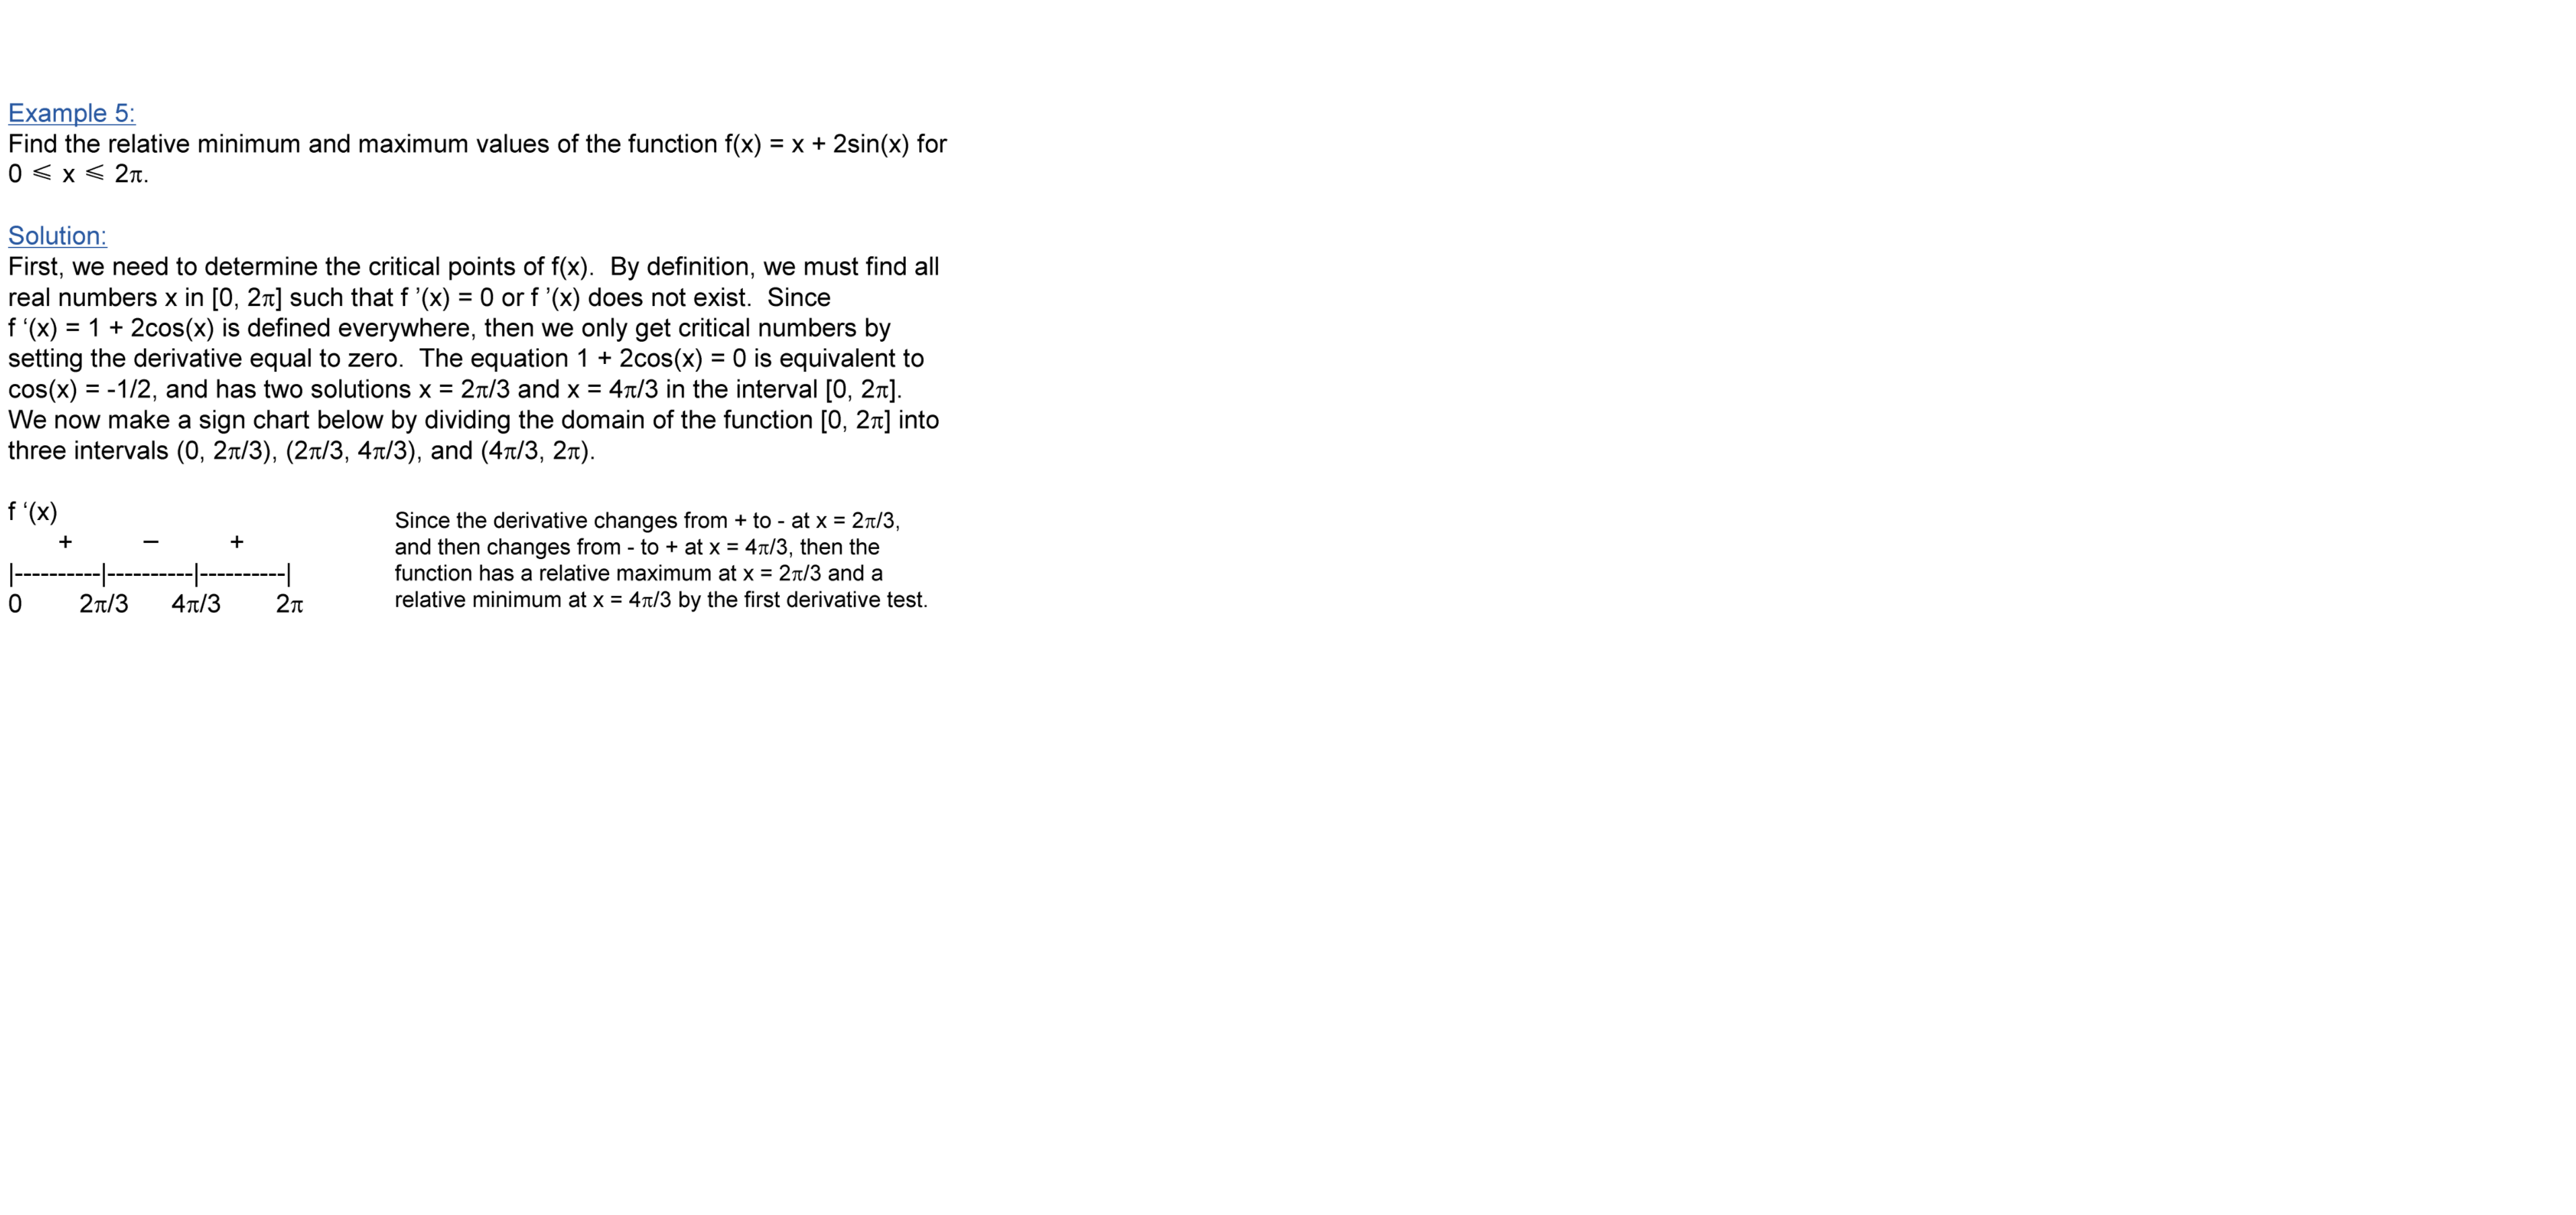 Example 5:
Find the relative minimum and maximum values of the function f(x) = x + 2sin(x) for
0 ⩽ x ⩽ 2π.
Solution:
First, we need to determine the critical points of f(x).  By definition, we must find all
real numbers x in [0, 2π] such that f ’(x) = 0 or f ’(x) does not exist.  Since
f ‘(x) = 1 + 2cos(x) is defined everywhere, then we only get critical numbers by
setting the derivative equal to zero.  The equation 1 + 2cos(x) = 0 is equivalent to
cos(x) = -1/2, and has two solutions x = 2π/3 and x = 4π/3 in the interval [0, 2π].
We now make a sign chart below by dividing the domain of the function [0, 2π] into
three intervals (0, 2π/3), (2π/3, 4π/3), and (4π/3, 2π).
f ‘(x)
+ − +
|----------|----------|----------|
0 2π/3 4π/3 2π
Since the derivative changes from + to - at x = 2π/3,
and then changes from - to + at x = 4π/3, then the
function has a relative maximum at x = 2π/3 and a
relative minimum at x = 4π/3 by the first derivative test.